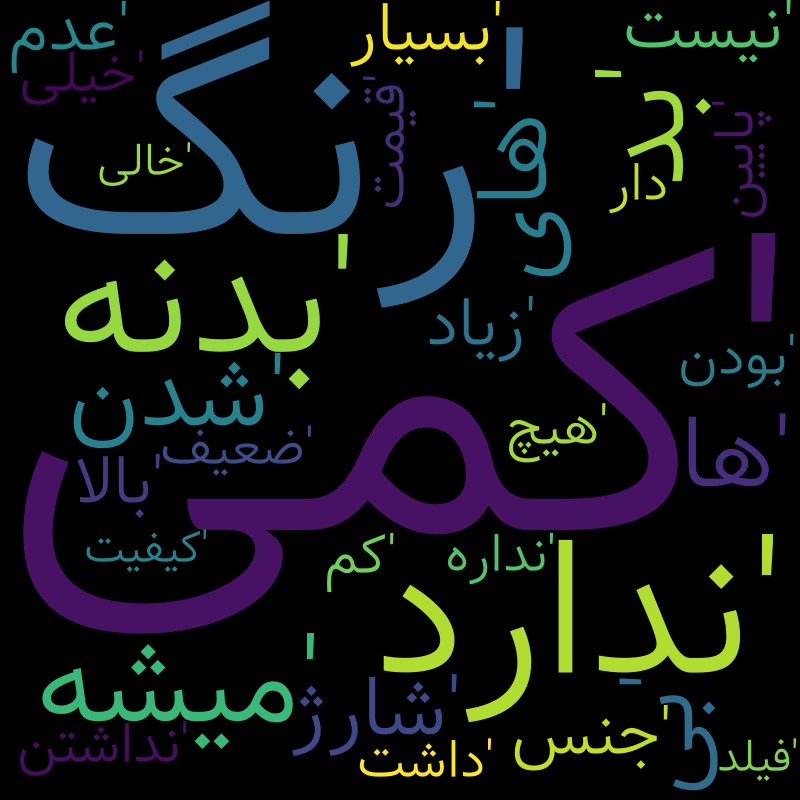 'عدم
'بسیار
'نیست
'خیلی
'رنگ
'قیمت
'های
'بد
'پایین
'خالی
'دار
'بدنه
'کمی
'زیاد
'بودن
'شدن
'هیچ
'ها
'ضعیف
'بالا
'کیفیت
'کم
'نداره
'ندارد
'میشه
'شارژ
'جنس
'نداشتن
'داشت
'فیلد